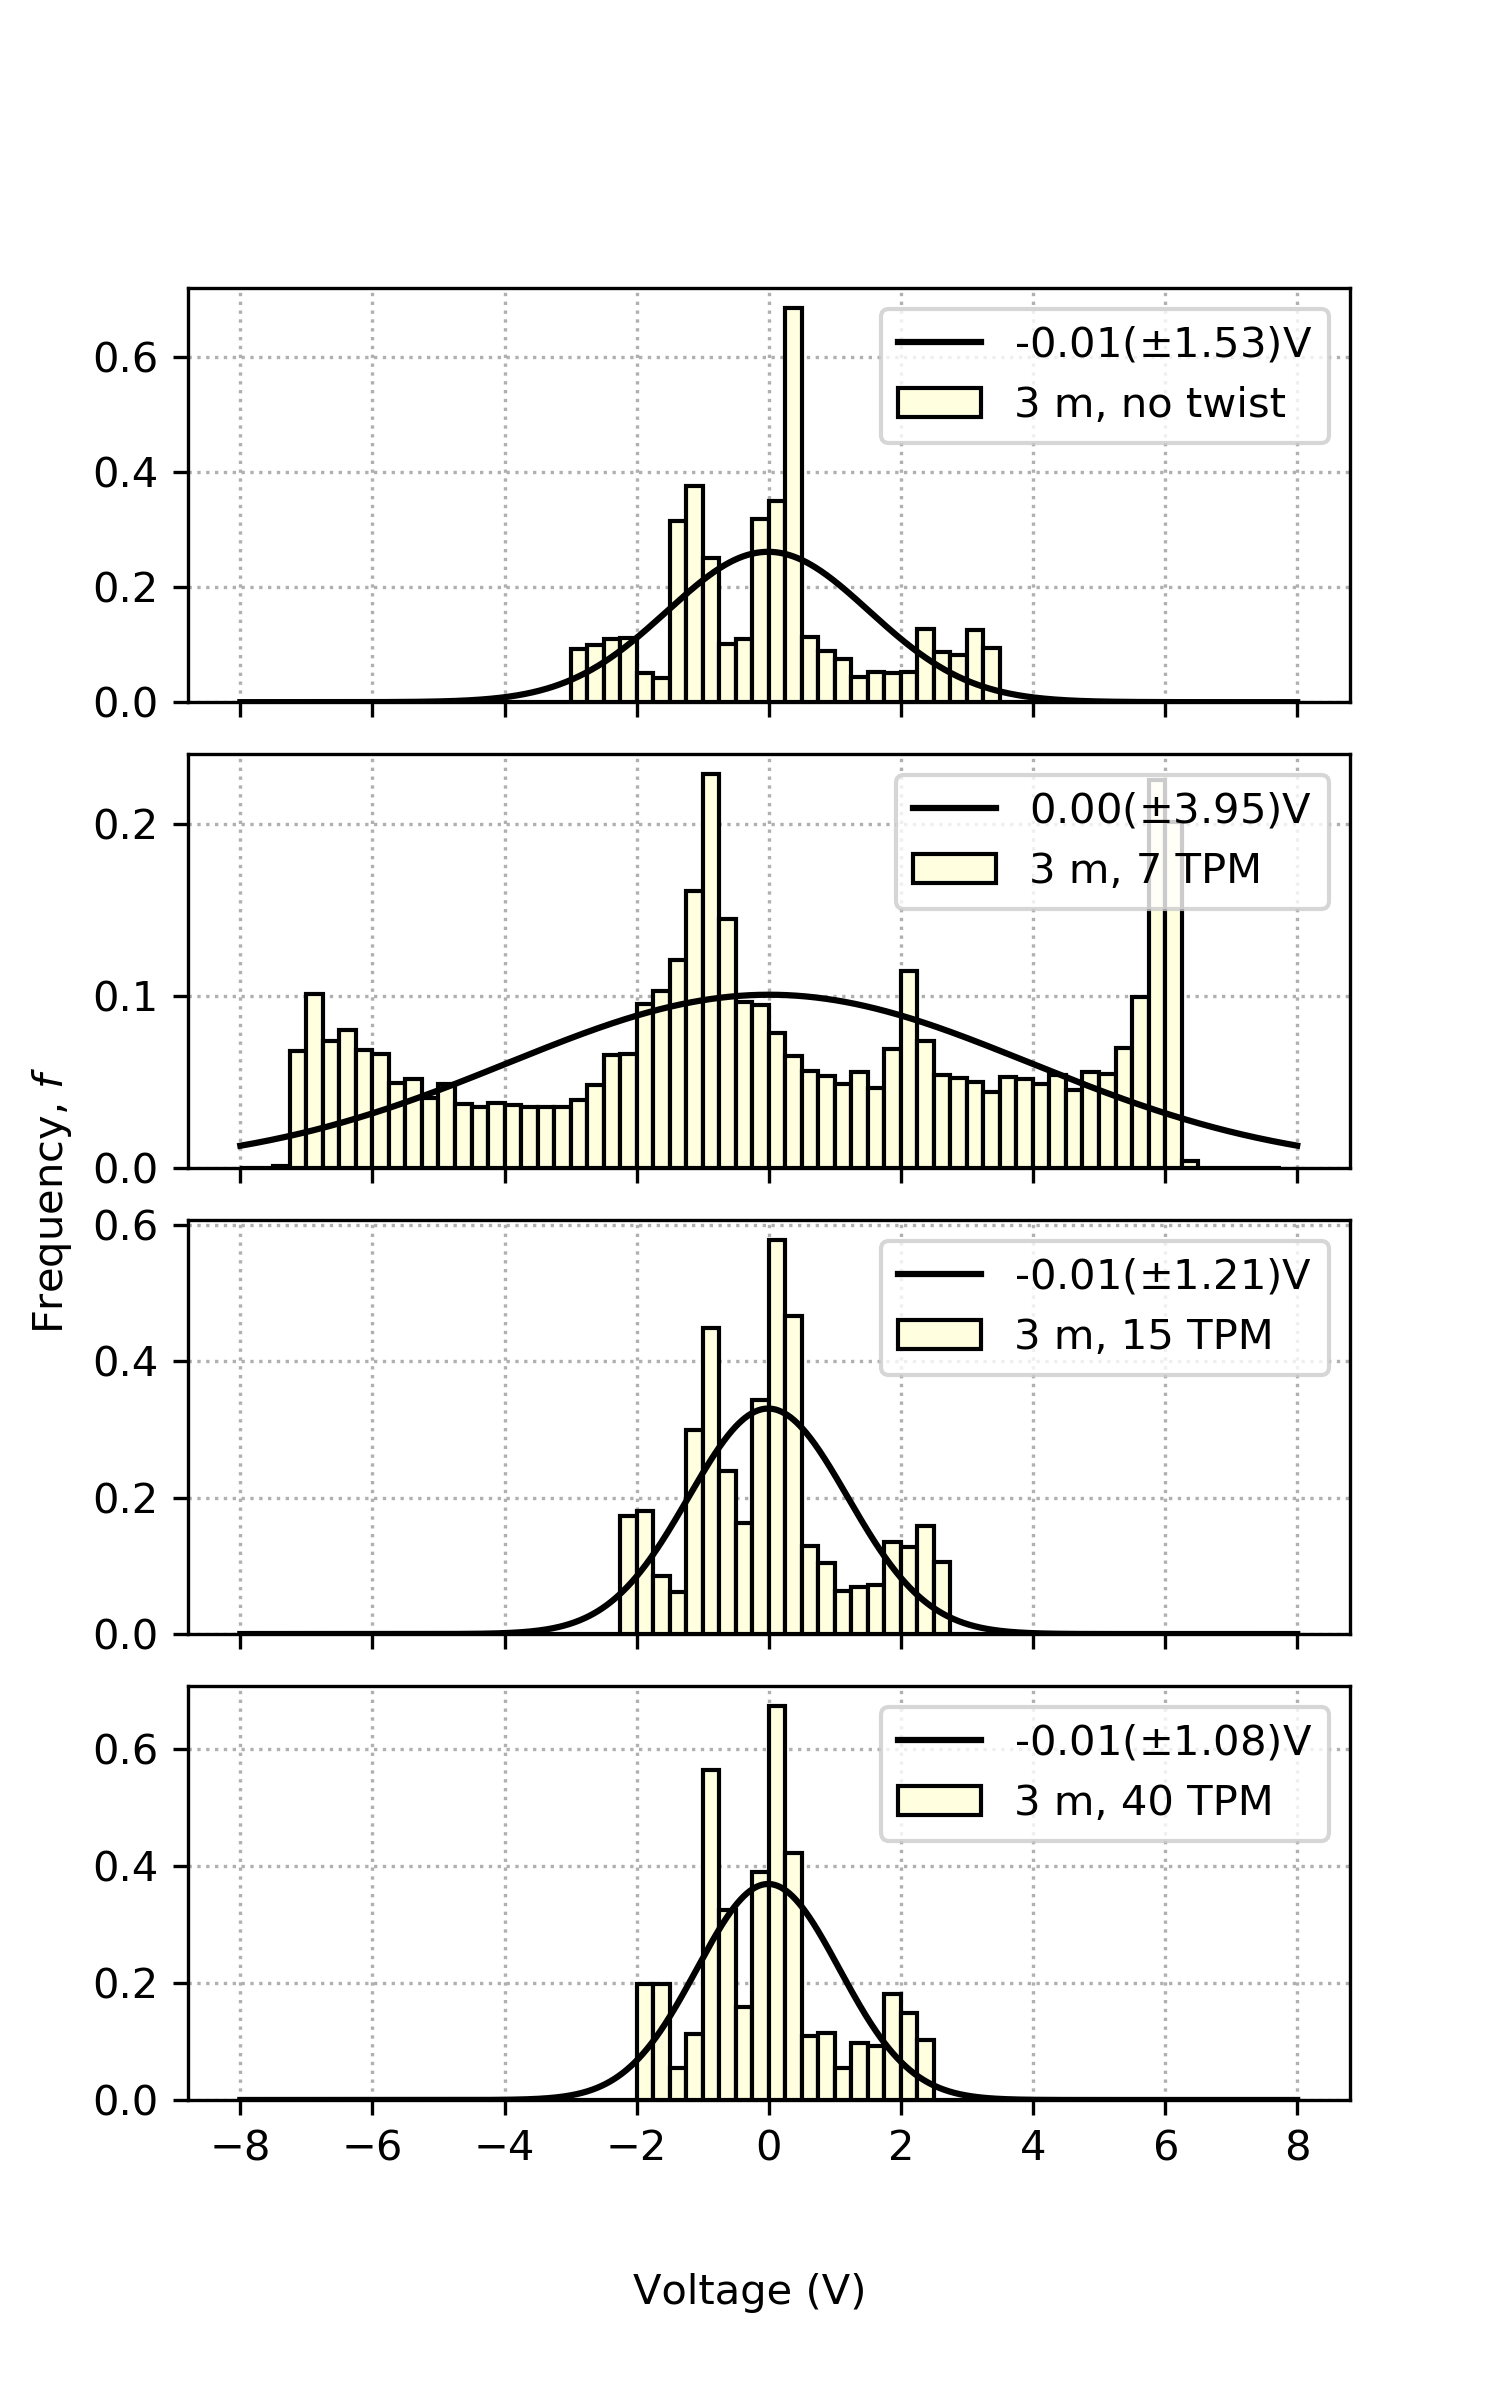 -0.01(±1.53)V
3 m, no twist
0.6
0.4
0.2
0.0
0.00(±3.95)V
3 m, 7 TPM
0.2
0.1
0.0
Frequency, f
-0.01(±1.21)V
3 m, 15 TPM
0.6
0.4
0.2
0.0
-0.01(±1.08)V
3 m, 40 TPM
0.6
0.4
0.2
0.0
−8 −6 −4 −2 0 2 4 6 8
Voltage (V)